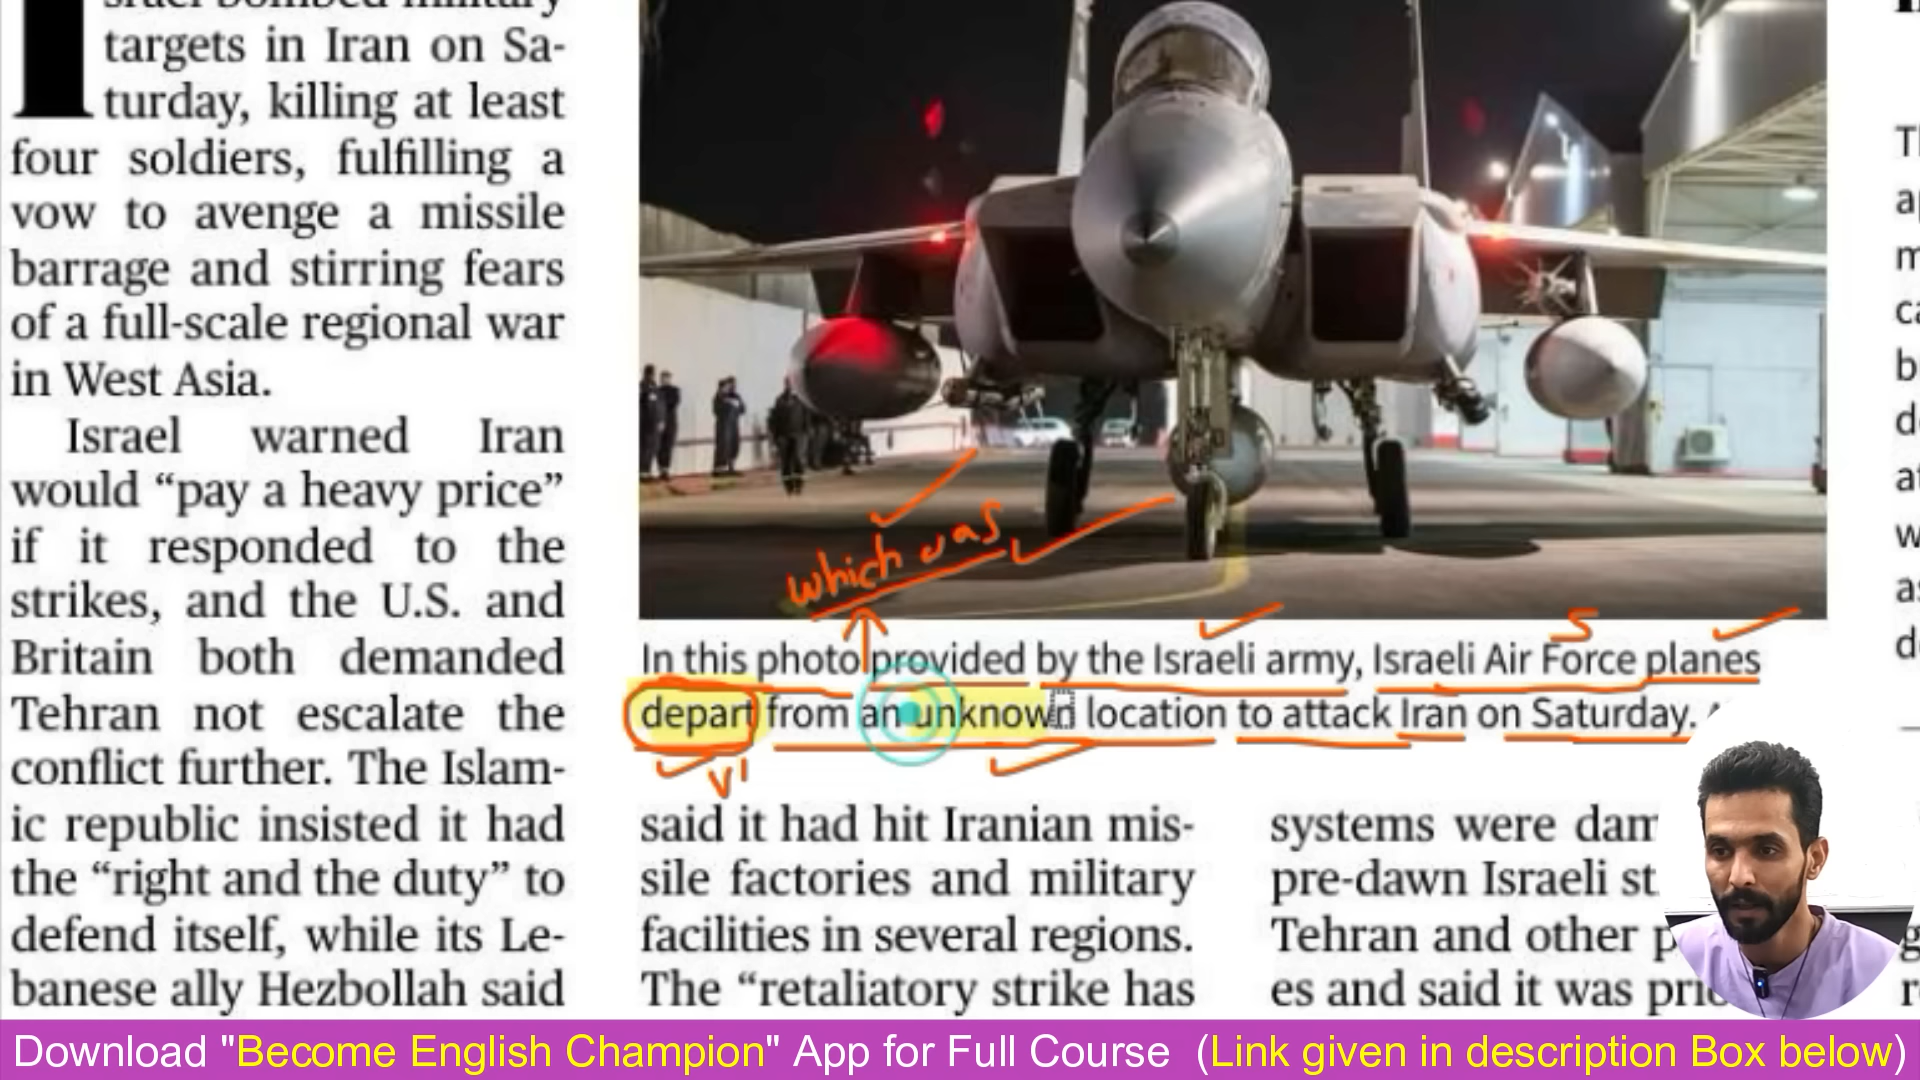 targets in Iran on Sa-
turday, killing at least
four soldiers, fulfilling a
vow to avenge a missile
barrage and stirring fears
of a full-scale regional war
in West Asia.
Israel warned Iran
would “pay a heavy price”
if it responded to the
strikes, and the U.S. and
Britain both demanded
Tehran not escalate the
conflict further. The Islam-
ic republic insisted it had
the “right and the duty” to
defend itself, while its Le-
banese ally Hezbollah said
which was
S
In this photo provided by the Israeli army, Israeli Air Force planes
depart from an unknown location to attack Iran on Saturday.
V1
said it had hit Iranian mis-
sile factories and military
facilities in several regions.
The “retaliatory strike has
systems were dam
pre-dawn Israeli st
Tehran and other p
es and said it was
Download "Become English Champion" App for Full Course (Link given in description Box below)